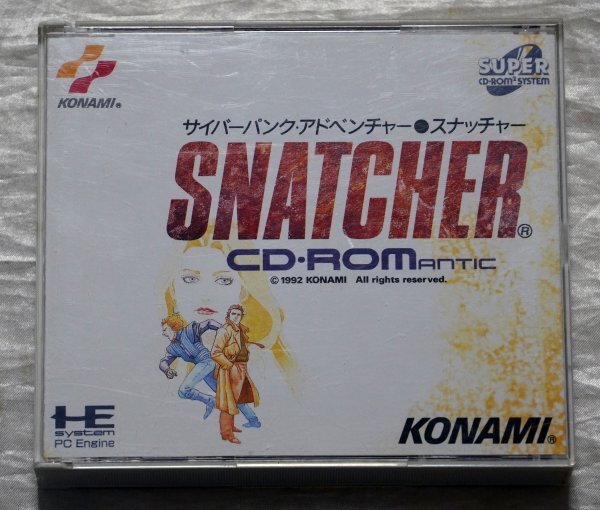 KONAMI®
SUPER
CD-ROM² SYSTEM
サイバーパンク・アドベンチャー●スナッチャー
SNATCHER®
CD・ROMANTIC
© 1992 KONAMI All rights reserved.
HE
system
PC Engine
KONAMI®